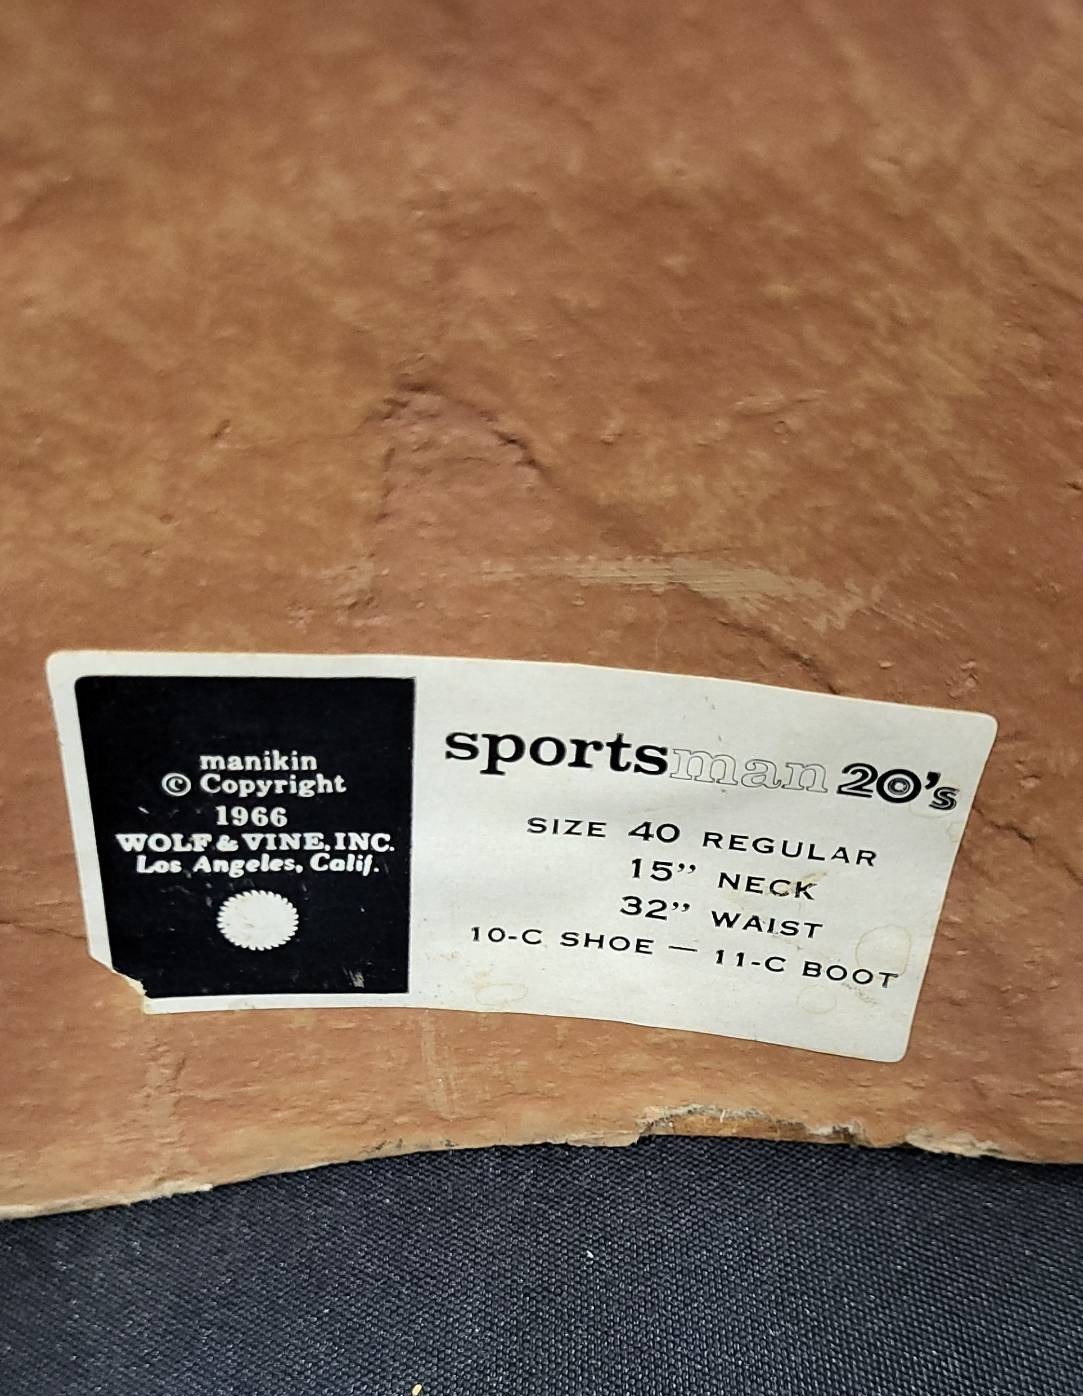 manikin
© Copyright
1966
WOLF & VINE, INC.
Los Angeles, Calif.
sportsman 20's
SIZE 40 REGULAR
15” NECK
32” WAIST
10-C SHOE — 11-C BOOT